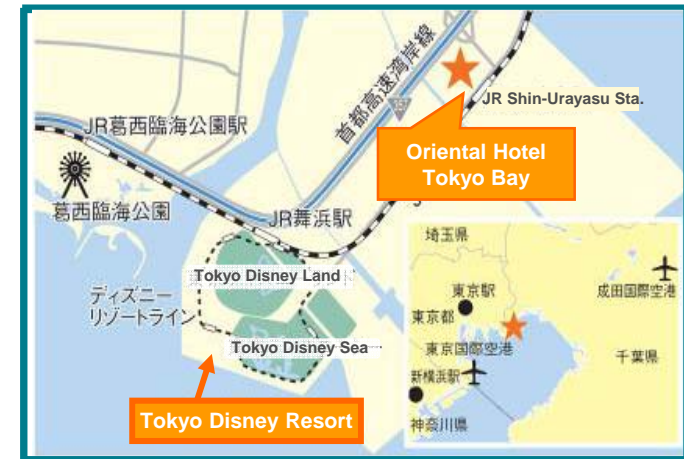 首都高速湾岸線
JR葛西臨海公園駅
JR Shin-Urayasu Sta.
Oriental Hotel
Tokyo Bay
葛西臨海公園
JR舞浜駅
Tokyo Disney Land
ディズニー
リゾートライン
Tokyo Disney Sea
Tokyo Disney Resort
埼玉県
東京駅
成田国際空港
東京都
東京国際空港
千葉県
新横浜駅
神奈川県